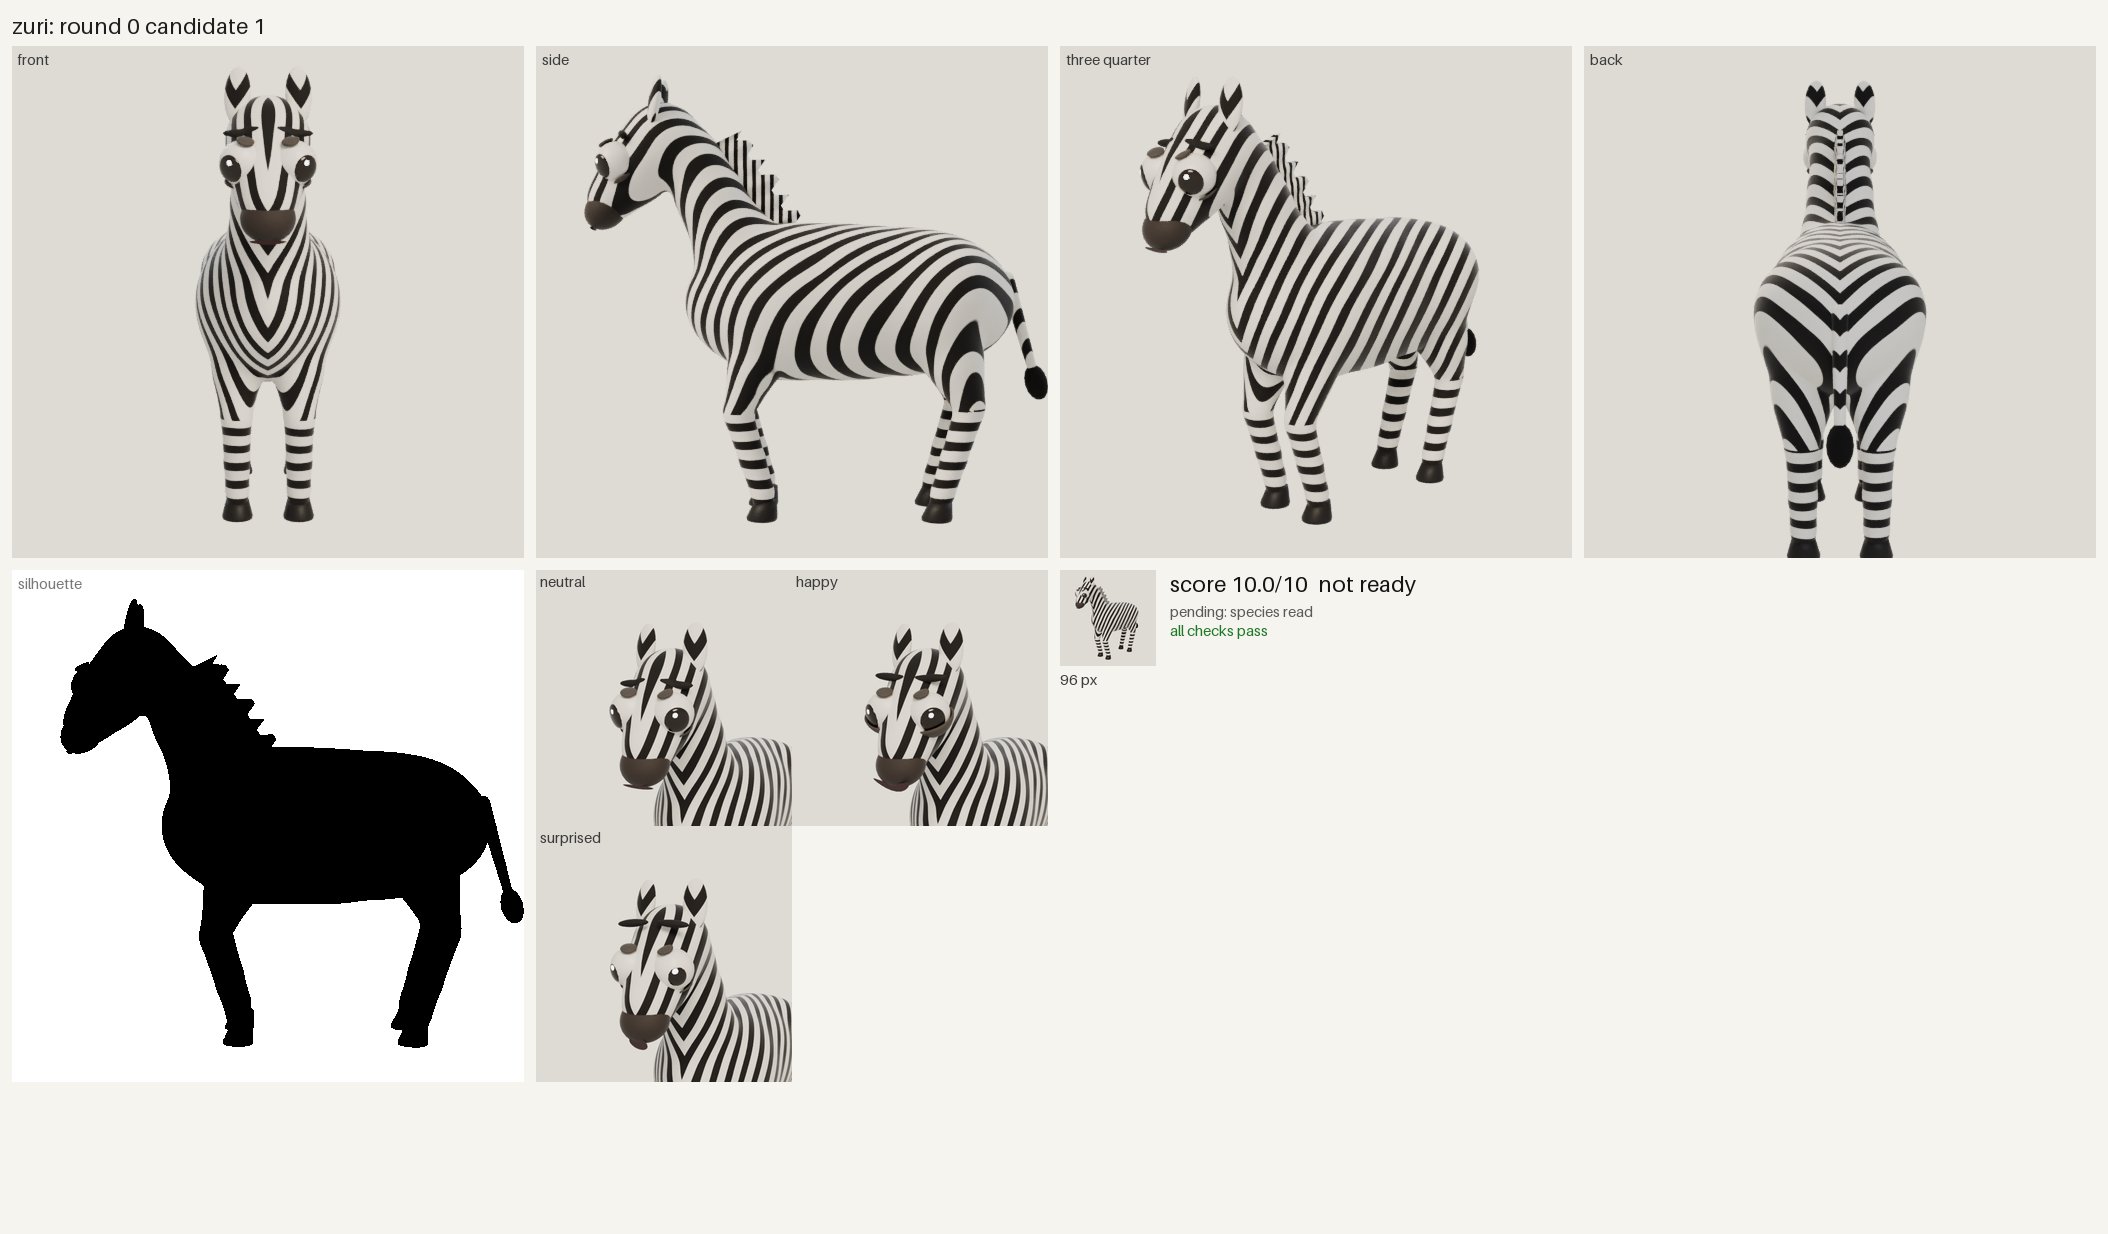 zuri: round 0 candidate 1
front
side
three quarter
back
silhouette
neutral
happy
surprised
96 px
score 10.0/10 not ready
pending: species read
all checks pass